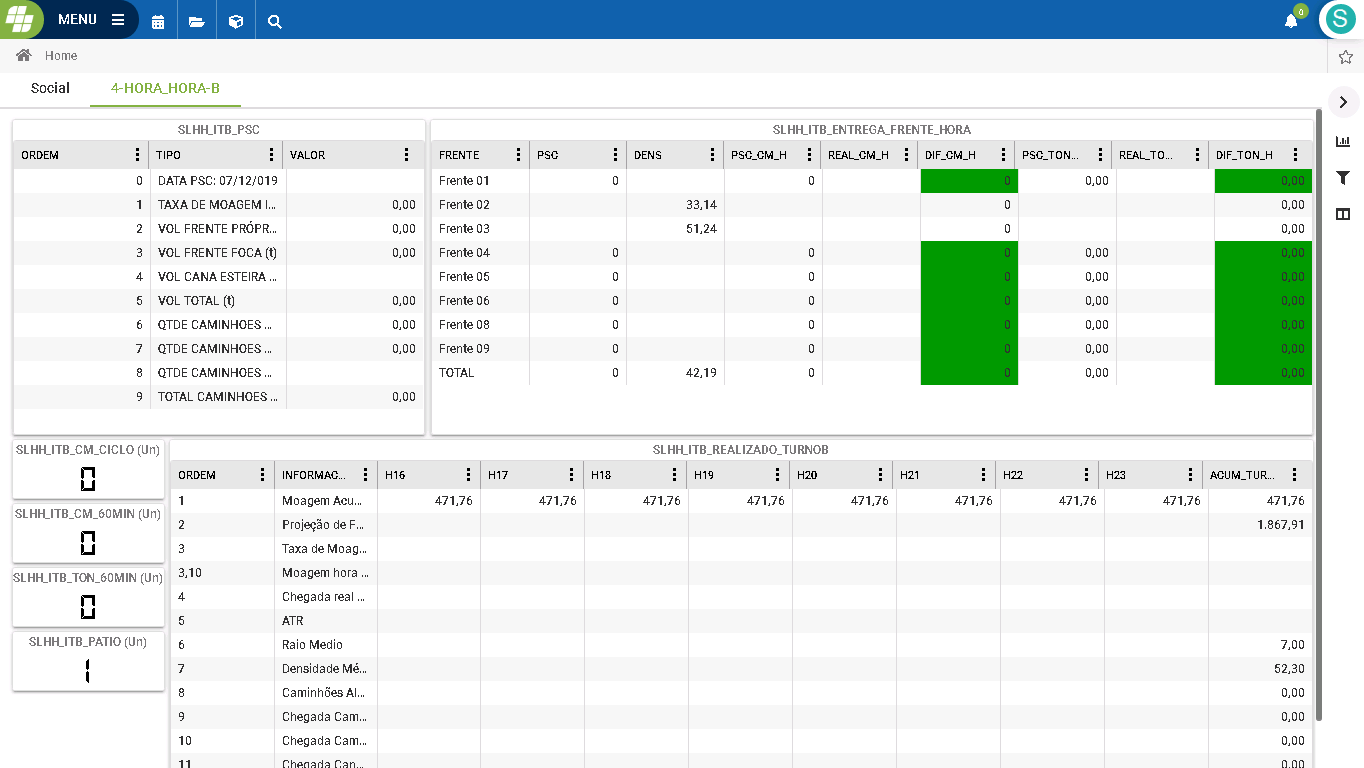 MENU
0
S
Home
Social 4-HORA_HORA-B
SLHH_ITB_PSC
ORDEM TIPO VALOR
0 DATA PSC: 07/12/019
1 TAXA DE MOAGEM I... 0,00
2 VOL FRENTE PRÓPR... 0,00
3 VOL FRENTE FOCA (t) 0,00
4 VOL CANA ESTEIRA ...
5 VOL TOTAL (t) 0,00
6 QTDE CAMINHOES ... 0,00
7 QTDE CAMINHOES ... 0,00
8 QTDE CAMINHOES ...
9 TOTAL CAMINHOES ... 0,00
SLHH_ITB_ENTREGA_FRENTE_HORA
FRENTE PSC DENS PSC_CM_H REAL_CM_H DIF_CM_H PSC_TON... REAL_TO... DIF_TON_H
Frente 01 0 0 0 0,00 0,00
Frente 02 33,14 0 0,00
Frente 03 51,24 0 0,00
Frente 04 0 0 0 0,00 0,00
Frente 05 0 0 0 0,00 0,00
Frente 06 0 0 0 0,00 0,00
Frente 08 0 0 0 0,00 0,00
Frente 09 0 0 0 0,00 0,00
TOTAL 0 42,19 0 0 0,00 0,00
SLHH_ITB_CM_CICLO (Un)
0
SLHH_ITB_CM_60MIN (Un)
0
SLHH_ITB_TON_60MIN (Un)
0
SLHH_ITB_PATIO (Un)
1
SLHH_ITB_REALIZADO_TURNOB
ORDEM INFORMAC... H16 H17 H18 H19 H20 H21 H22 H23 ACUM_TUR...
1 Moagem Acu... 471,76 471,76 471,76 471,76 471,76 471,76 471,76 471,76 471,76
2 Projeção de F... 1.867,91
3 Taxa de Moag...
3,10 Moagem hora ...
4 Chegada real ...
5 ATR
6 Raio Medio 7,00
7 Densidade Mé... 52,30
8 Caminhões Al... 0,00
9 Chegada Cam... 0,00
10 Chegada Cam... 0,00
11 Chegada Can... 0,00